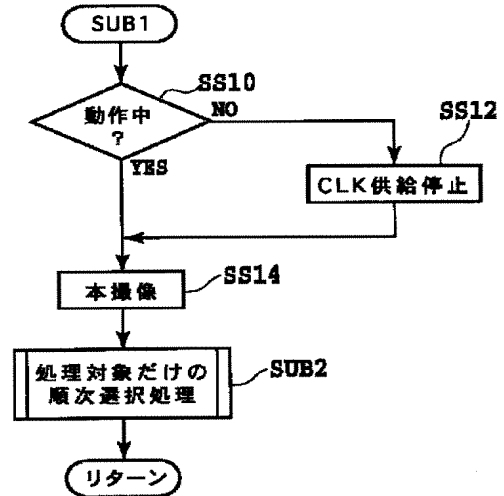 SUB1
SS10
動作中
?
NO
YES
SS12
CLK供給停止
本撮像
SS14
処理対象だけの
順次選択処理
SUB2
リターン